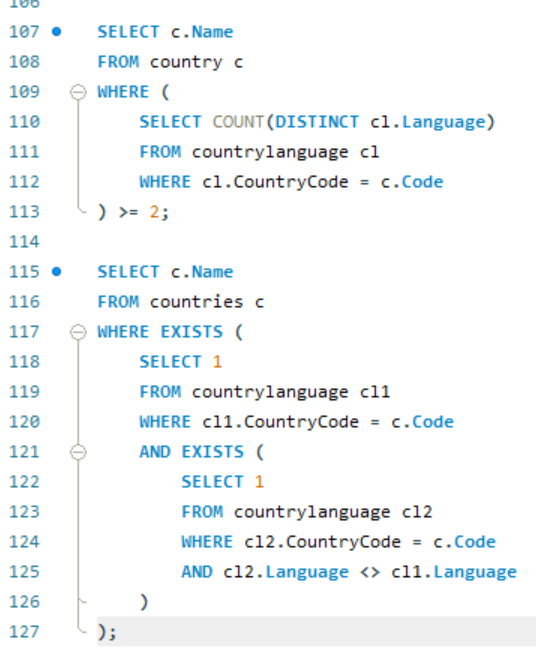 106
107 SELECT c.Name
108 FROM country c
109 WHERE (
110 SELECT COUNT(DISTINCT cl.Language)
111 FROM countrylanguage cl
112 WHERE cl.CountryCode = c.Code
113 ) >= 2;
114
115 SELECT c.Name
116 FROM countries c
117 WHERE EXISTS (
118 SELECT 1
119 FROM countrylanguage cl1
120 WHERE cl1.CountryCode = c.Code
121 AND EXISTS (
122 SELECT 1
123 FROM countrylanguage cl2
124 WHERE cl2.CountryCode = c.Code
125 AND cl2.Language <> cl1.Language
126 )
127 );